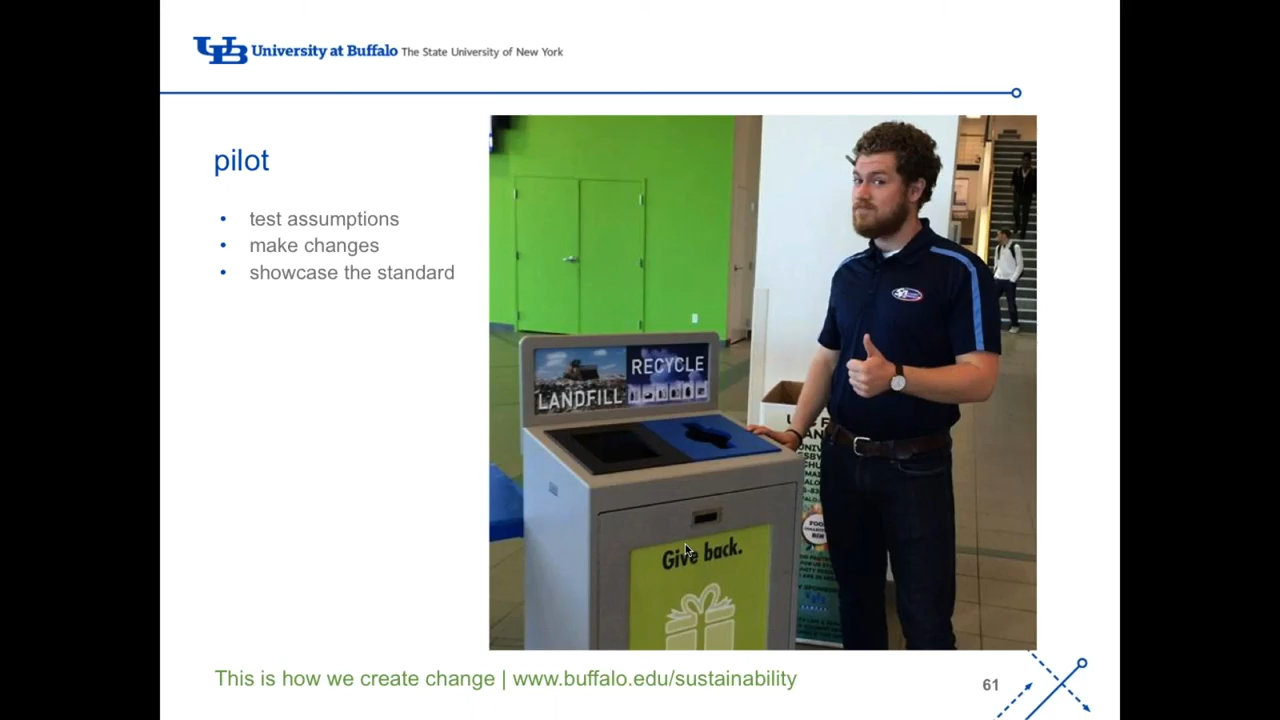 UB University at Buffalo The State University of New York
pilot
• test assumptions
• make changes
• showcase the standard
LANDFILL
RECYCLE
Give back.
This is how we create change | www.buffalo.edu/sustainability
61